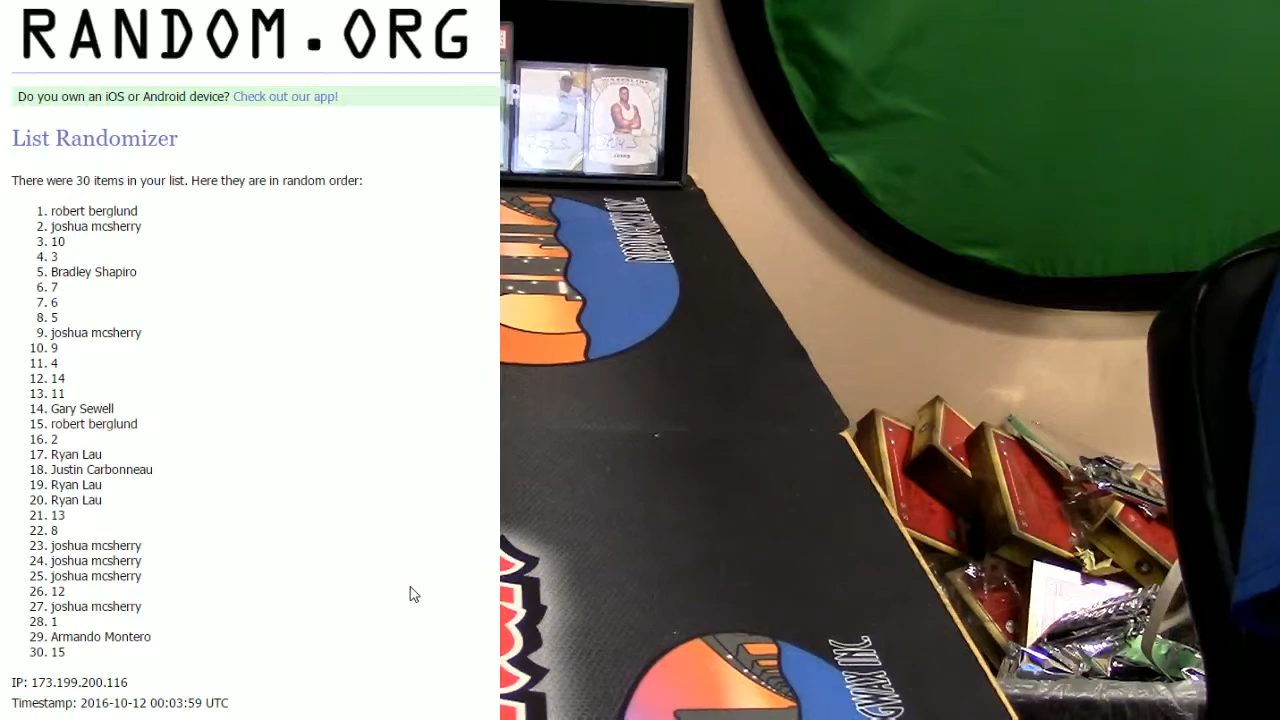 RANDOM.ORG
Do you own an iOS or Android device? Check out our app!
List Randomizer
There were 30 items in your list. Here they are in random order:
1. robert berglund
2. joshua mcsherry
3. 10
4. 3
5. Bradley Shapiro
6. 7
7. 6
8. 5
9. joshua mcsherry
10. 9
11. 4
12. 14
13. 11
14. Gary Sewell
15. robert berglund
16. 2
17. Ryan Lau
18. Justin Carbonneau
19. Ryan Lau
20. Ryan Lau
21. 13
22. 8
23. joshua mcsherry
24. joshua mcsherry
25. joshua mcsherry
26. 12
27. joshua mcsherry
28. 1
29. Armando Montero
30. 15
IP: 173.199.200.116
Timestamp: 2016-10-12 00:03:59 UTC